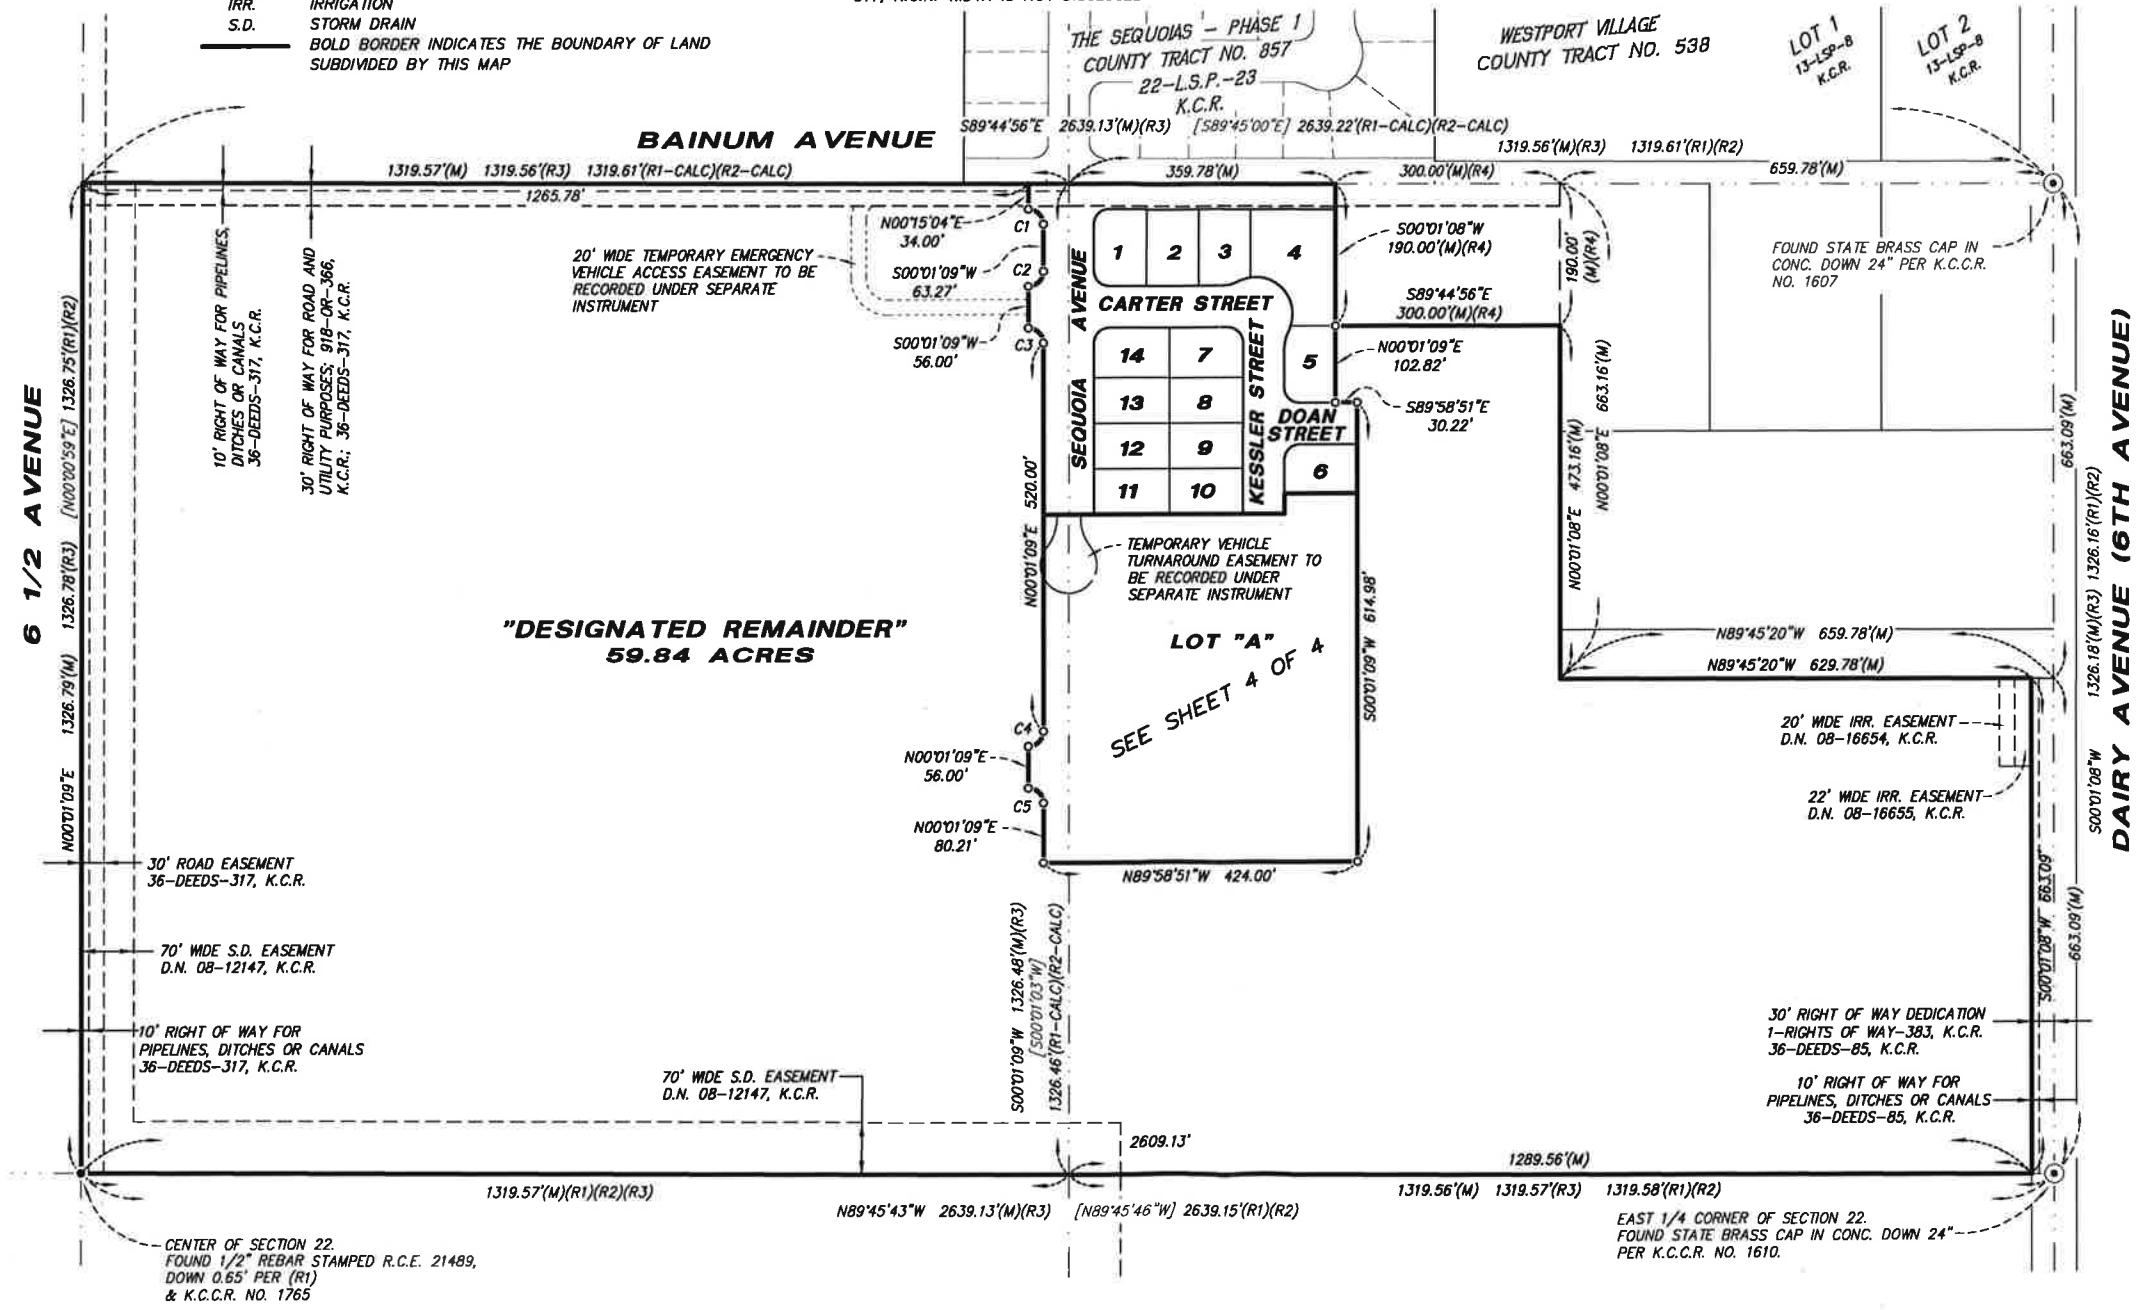 IRR. IRRIGATION
S.D. STORM DRAIN
BOLD BORDER INDICATES THE BOUNDARY OF LAND
SUBDIVIDED BY THIS MAP
THE SEQUOIAS - PHASE 1
COUNTY TRACT NO. 857
22-L.S.P.-23
K.C.R.
WESTPORT VILLAGE
COUNTY TRACT NO. 538
LOT 1
13-LSP-8
K.C.R.
LOT 2
13-LSP-8
K.C.R.
BAINUM AVENUE
S89°44'56"E 2639.13'(M)(R3) [S89°45'00"E] 2639.22'(R1-CALC)(R2-CALC)
1319.56'(M)(R3) 1319.61'(R1)(R2)
1319.57'(M) 1319.56'(R3) 1319.61'(R1-CALC)(R2-CALC)
359.78'(M)
300.00'(M)(R4)
659.78'(M)
1265.78'
N00°15'04"E
34.00'
C1
S00°01'09"W
63.27'
C2
S00°01'09"W
56.00'
C3
20' WIDE TEMPORARY EMERGENCY
VEHICLE ACCESS EASEMENT TO BE
RECORDED UNDER SEPARATE
INSTRUMENT
10' RIGHT OF WAY FOR PIPELINES,
DITCHES OR CANALS
36-DEEDS-317, K.C.R.
30' RIGHT OF WAY FOR ROAD AND
UTILITY PURPOSES; 918-OR-366,
K.C.R.; 36-DEEDS-317, K.C.R.
6 1/2 AVENUE
N00°01'09"E 1326.79'(M) 1326.78'(R3) [N00°00'59"E] 1326.75'(R1)(R2)
SEQUOIA AVENUE
1
2
3
4
CARTER STREET
KESSLER STREET
5
DOAN
STREET
6
14
7
13
8
12
9
11
10
S00°01'08"W
190.00'(M)(R4)
190.00'
(M)(R4)
S89°44'56"E
300.00'(M)(R4)
N00°01'09"E
102.82'
S89°58'51"E
30.22'
FOUND STATE BRASS CAP IN
CONC. DOWN 24" PER K.C.C.R.
NO. 1607
N00°01'08"E 473.16'(M)
N00°01'08"E 663.16'(M)
663.09'(M)
S00°01'08"W 1326.18'(M)(R3) 1326.16'(R1)(R2)
DAIRY AVENUE (6TH AVENUE)
N00°01'09"E 520.00'
TEMPORARY VEHICLE
TURNAROUND EASEMENT TO
BE RECORDED UNDER
SEPARATE INSTRUMENT
"DESIGNATED REMAINDER"
59.84 ACRES
LOT "A"
SEE SHEET 4 OF 4
S00°01'09"W 614.98'
N89°45'20"W 659.78'(M)
N89°45'20"W 629.78'(M)
20' WIDE IRR. EASEMENT
D.N. 08-16654, K.C.R.
22' WIDE IRR. EASEMENT
D.N. 08-16655, K.C.R.
C4
N00°01'09"E
56.00'
C5
N00°01'09"E
80.21'
N89°58'51"W 424.00'
30' ROAD EASEMENT
36-DEEDS-317, K.C.R.
70' WIDE S.D. EASEMENT
D.N. 08-12147, K.C.R.
10' RIGHT OF WAY FOR
PIPELINES, DITCHES OR CANALS
36-DEEDS-317, K.C.R.
70' WIDE S.D. EASEMENT
D.N. 08-12147, K.C.R.
S00°01'09"W 1326.48'(M)(R3)
[S00°01'03"W]
1326.46'(R1-CALC)(R2-CALC)
S00°01'08"W 663.09'
663.09'(M)
30' RIGHT OF WAY DEDICATION
1-RIGHTS OF WAY-383, K.C.R.
36-DEEDS-85, K.C.R.
10' RIGHT OF WAY FOR
PIPELINES, DITCHES OR CANALS
36-DEEDS-85, K.C.R.
2609.13'
1289.56'(M)
1319.57'(M)(R1)(R2)(R3)
1319.56'(M) 1319.57'(R3) 1319.58'(R1)(R2)
N89°45'43"W 2639.13'(M)(R3) [N89°45'46"W] 2639.15'(R1)(R2)
CENTER OF SECTION 22.
FOUND 1/2" REBAR STAMPED R.C.E. 21489,
DOWN 0.65' PER (R1)
& K.C.C.R. NO. 1765
EAST 1/4 CORNER OF SECTION 22.
FOUND STATE BRASS CAP IN CONC. DOWN 24"
PER K.C.C.R. NO. 1610.